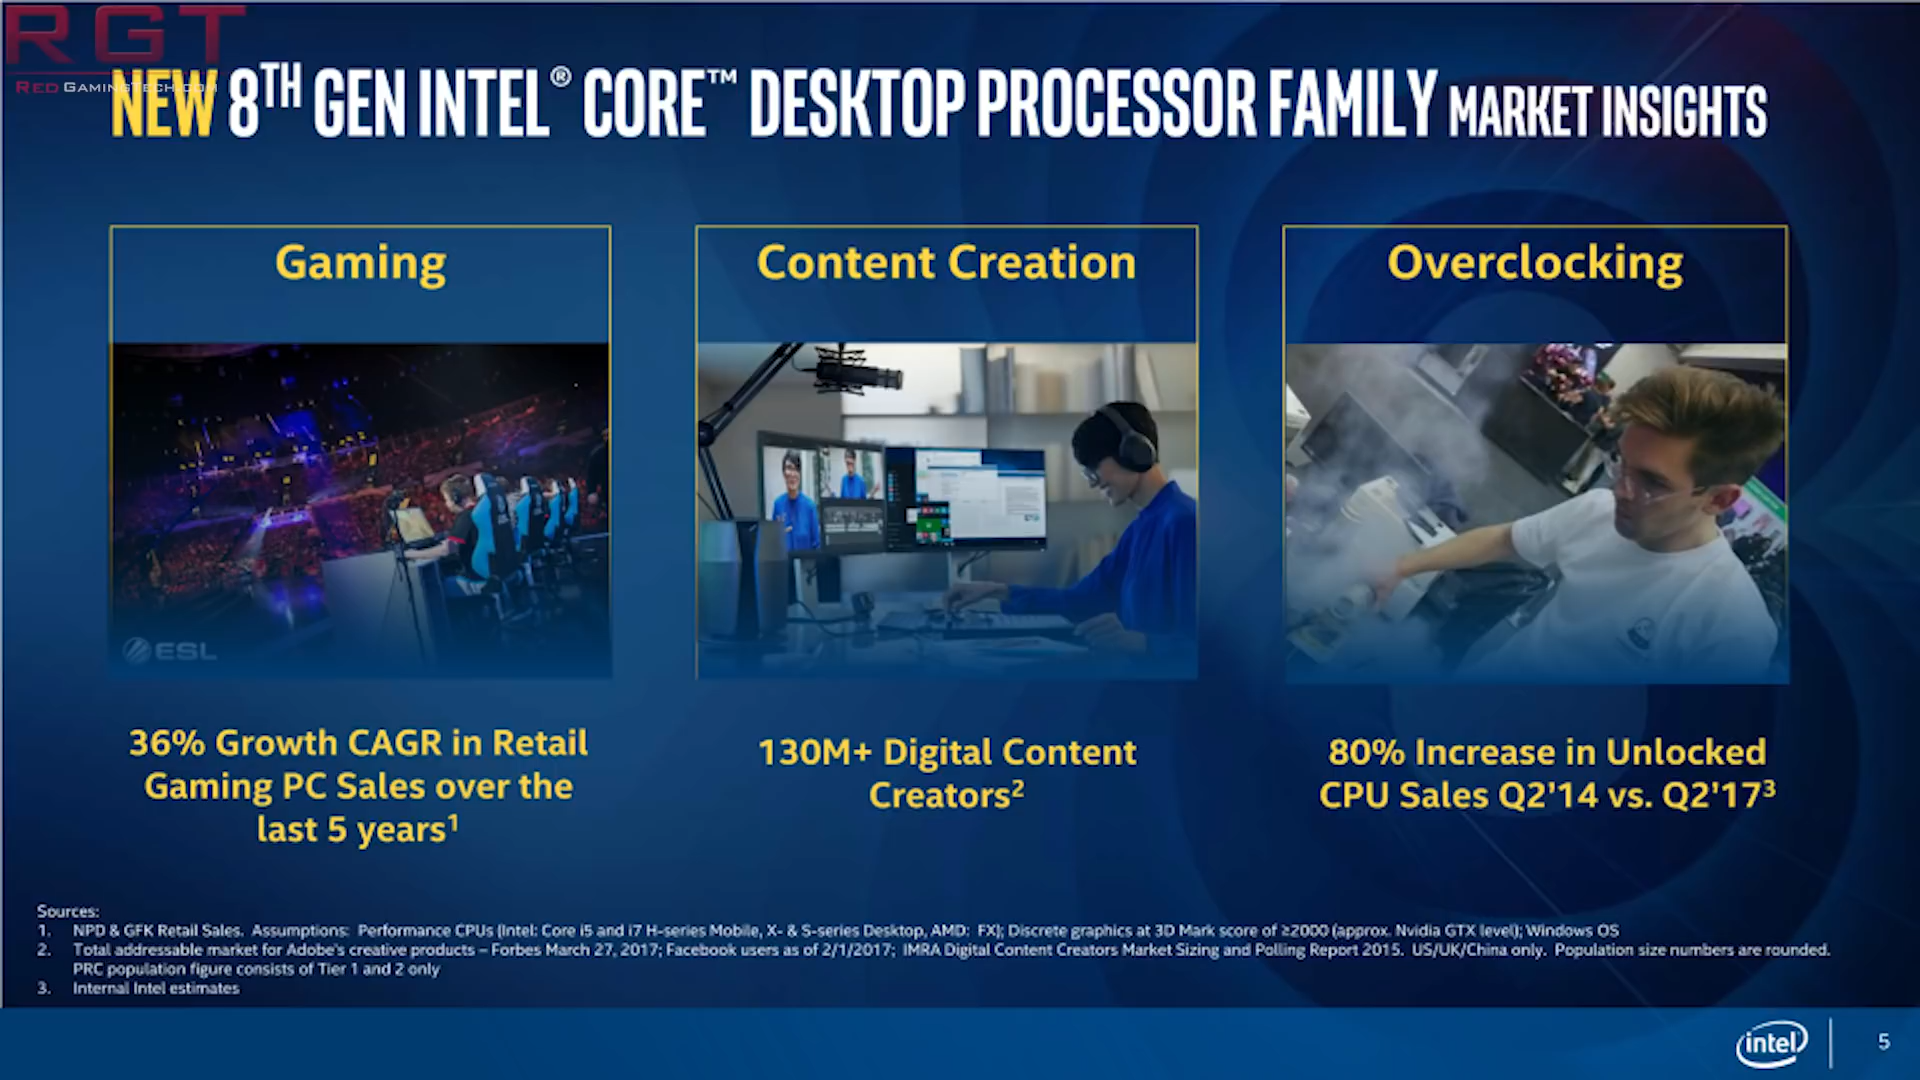 RGT
RED GAMINGTECH.COM
NEW 8TH GEN INTEL® CORE™ DESKTOP PROCESSOR FAMILY MARKET INSIGHTS
Gaming
Content Creation
Overclocking
ESL
36% Growth CAGR in Retail
Gaming PC Sales over the
last 5 years¹
130M+ Digital Content
Creators²
80% Increase in Unlocked
CPU Sales Q2'14 vs. Q2'17³
Sources:
1. NPD & GFK Retail Sales. Assumptions: Performance CPUs (Intel: Core i5 and i7 H-series Mobile, X- & S-series Desktop, AMD: FX); Discrete graphics at 3D Mark score of ≥2000 (approx. Nvidia GTX level); Windows OS
2. Total addressable market for Adobe's creative products – Forbes March 27, 2017; Facebook users as of 2/1/2017; IMRA Digital Content Creators Market Sizing and Polling Report 2015. US/UK/China only. Population size numbers are rounded.
PRC population figure consists of Tier 1 and 2 only
3. Internal Intel estimates
intel
5